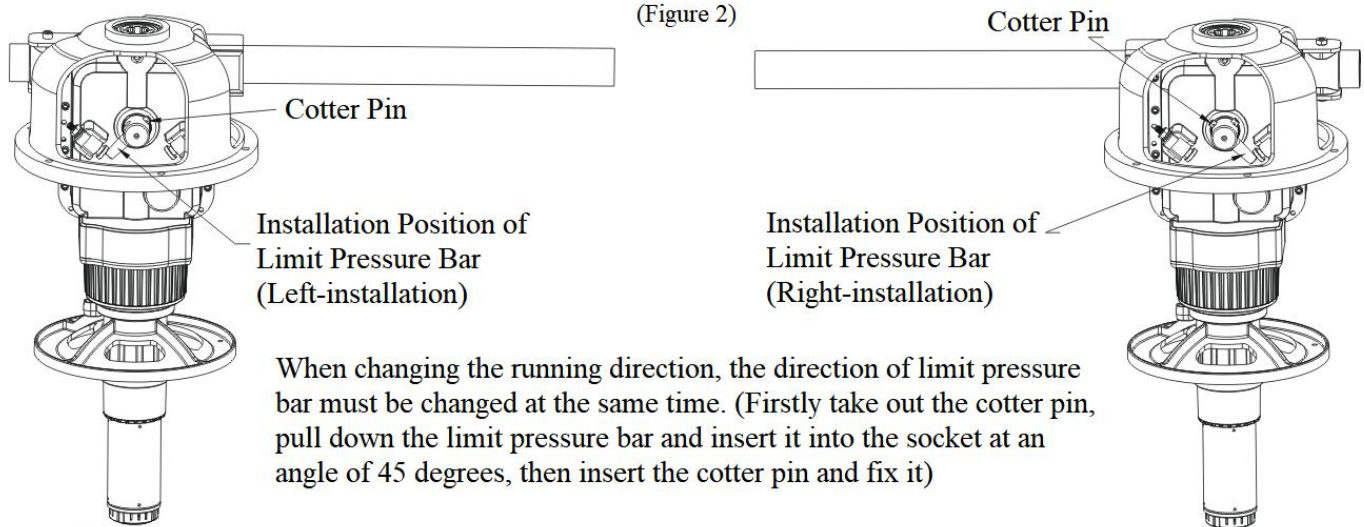 (Figure 2)
Cotter Pin
Cotter Pin
Installation Position of
Limit Pressure Bar
(Left-installation)
Installation Position of
Limit Pressure Bar
(Right-installation)
When changing the running direction, the direction of limit pressure
bar must be changed at the same time. (Firstly take out the cotter pin,
pull down the limit pressure bar and insert it into the socket at an
angle of 45 degrees, then insert the cotter pin and fix it)